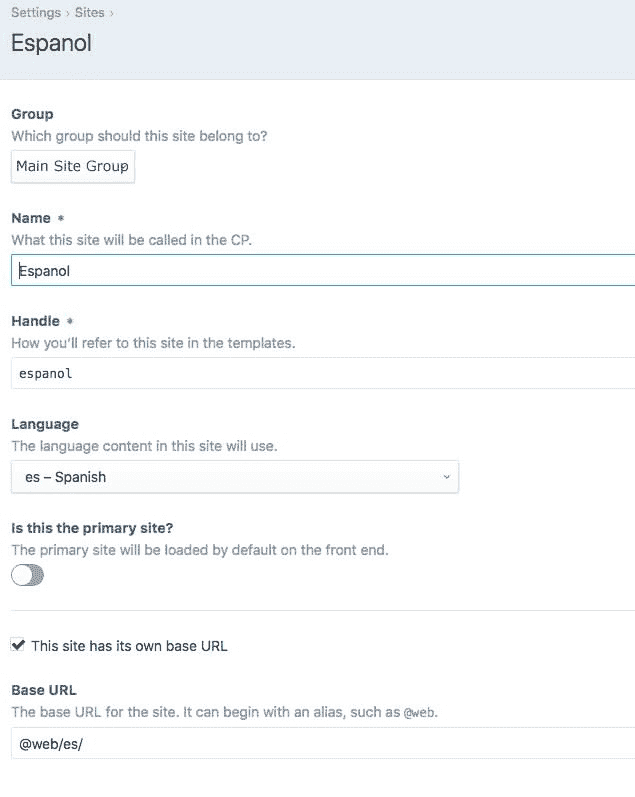 Settings › Sites ›
Espanol
Group
Which group should this site belong to?
Main Site Group
Name *
What this site will be called in the CP.
Espanol
Handle *
How you'll refer to this site in the templates.
espanol
Language
The language content in this site will use.
es – Spanish
Is this the primary site?
The primary site will be loaded by default on the front end.
This site has its own base URL
Base URL
The base URL for the site. It can begin with an alias, such as @web.
@web/es/